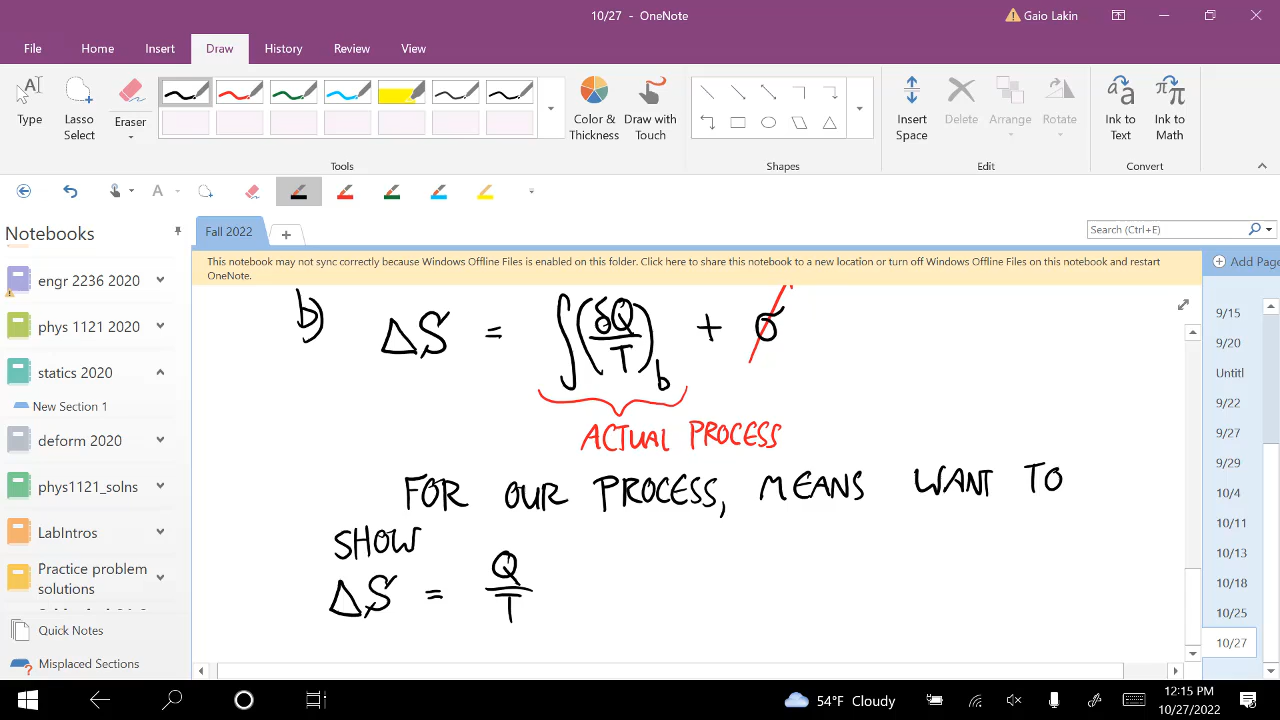 10/27 - OneNote
Gaio Lakin
File Home Insert Draw History Review View
Type
Lasso Select
Eraser
Color & Thickness
Draw with Touch
Insert Space
Delete
Arrange
Rotate
Ink to Text
Ink to Math
Tools
Shapes
Edit
Convert
Notebooks
Fall 2022
Search (Ctrl+E)
This notebook may not sync correctly because Windows Offline Files is enabled on this folder. Click here to share this notebook to a new location or turn off Windows Offline Files on this notebook and restart
OneNote.
Add Page
engr 2236 2020
phys 1121 2020
statics 2020
New Section 1
deform 2020
phys1121_solns
LabIntros
Practice problem
solutions
Quick Notes
Misplaced Sections
b) ΔS = ∫(δQ/T)b + σ
ACTUAL PROCESS
FOR OUR PROCESS, MEANS WANT TO
SHOW
ΔS = Q/T
9/15
9/20
Untitl
9/22
9/27
9/29
10/4
10/11
10/13
10/18
10/25
10/27
54°F Cloudy
12:15 PM
10/27/2022